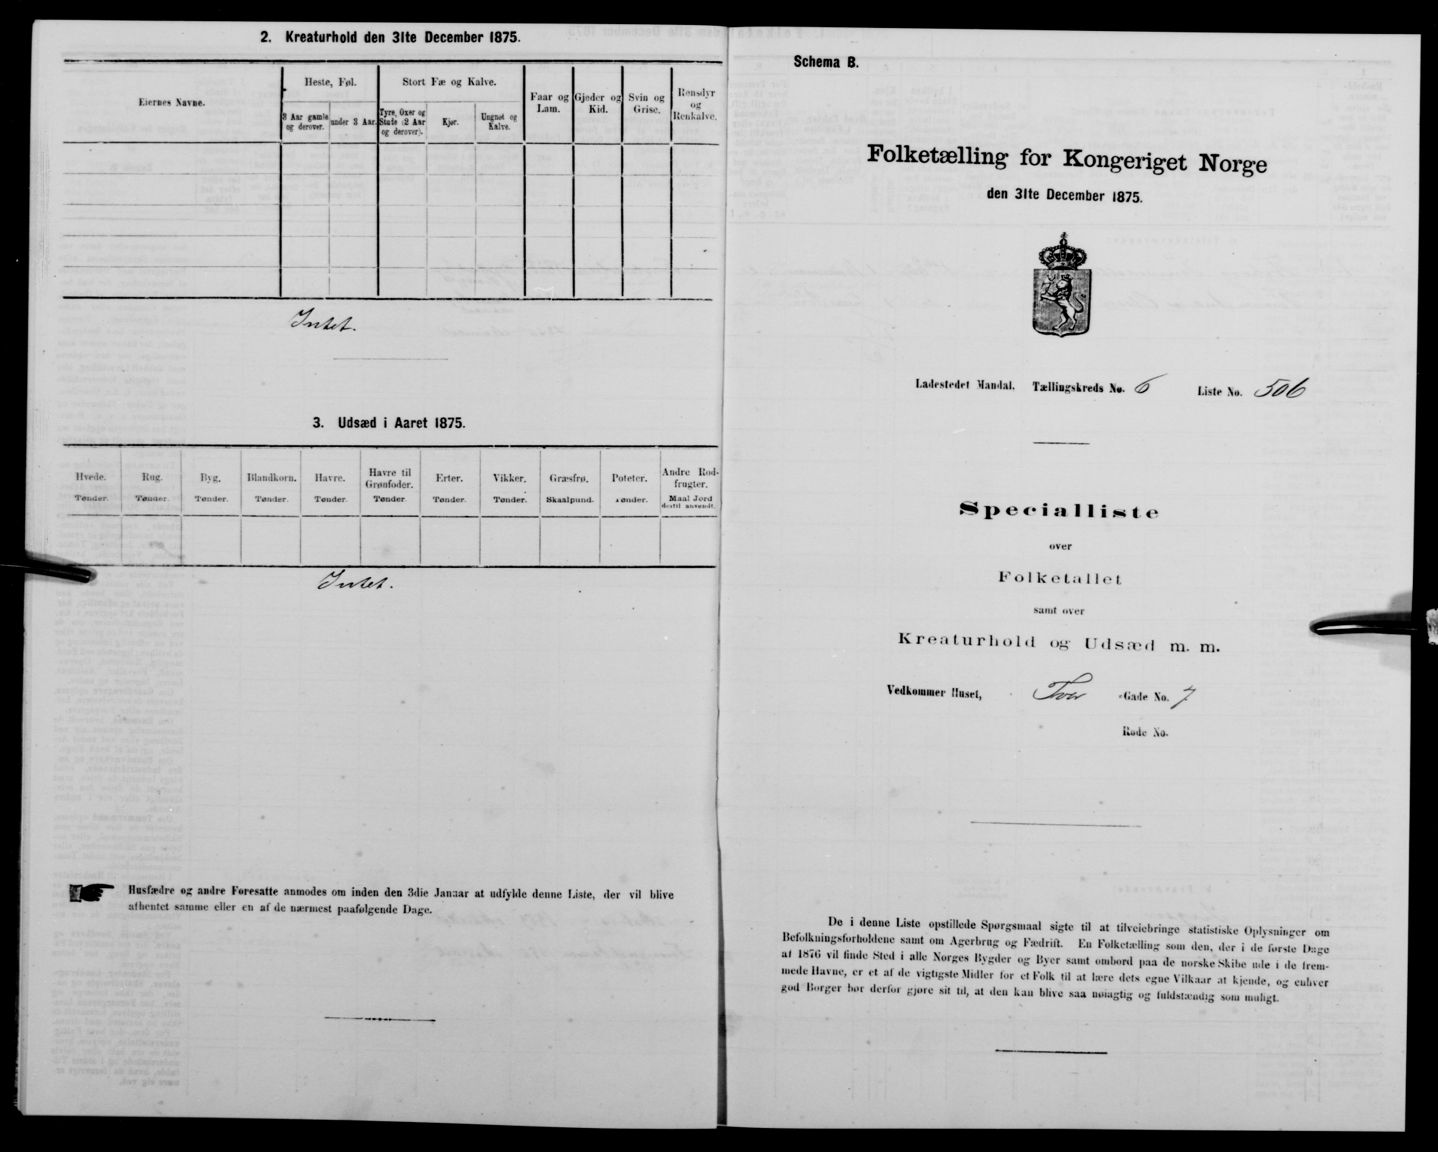 2. Kreaturhold den 31te December 1875.
Eiernes Navne.
Heste, Føl.
Stort Fæ og Kalve.
Faar og Lam.
Gjeder og Kid.
Svin og Grise.
Rensdyr og Renkalve.
3 Aar gamle og derover.
under 3 Aar.
Tyre, Oxer og Stude (2 Aar og derover).
Kjør.
Ungnøt og Kalve.
Intet.
3. Udsæd i Aaret 1875.
Hvede. Rug. Byg. Blandkorn. Havre. Havre til Grønfoder. Erter. Vikker. Græsfrø. Poteter. Andre Rodfrugter.
Tønder. Tønder. Tønder. Tønder. Tønder. Tønder. Tønder. Tønder. Skaalpund. Tønder. Maal Jord dertil anvendt.
Intet.
Husfædre og andre Foresatte anmodes om inden den 3die Januar at udfylde denne Liste, der vil blive
afhentet samme eller en af de nærmest paafølgende Dage.
Schema B.
Folketælling for Kongeriget Norge
den 31te December 1875.
Ladestedet Mandal. Tællingskreds No. 6 Liste No. 506
Specialliste
over
Folketallet
samt over
Kreaturhold og Udsæd m. m.
Vedkommer Huset, Tver -Gade No. 7
Rode No.
De i denne Liste opstillede Spørgsmaal sigte til at tilveiebringe statistiske Oplysninger om
Befolkningsforholdene samt om Agerbrug og Fædrift. En Folketælling som den, der i de første Dage
af 1876 vil finde Sted i alle Norges Bygder og Byer samt ombord paa de norske Skibe ude i de frem-
mede Havne, er et af de vigtigste Midler for et Folk til at lære dets egne Vilkaar at kjende, og enhver
god Borger bør derfor gjøre sit til, at den kan blive saa nøiagtig og fuldstændig som muligt.